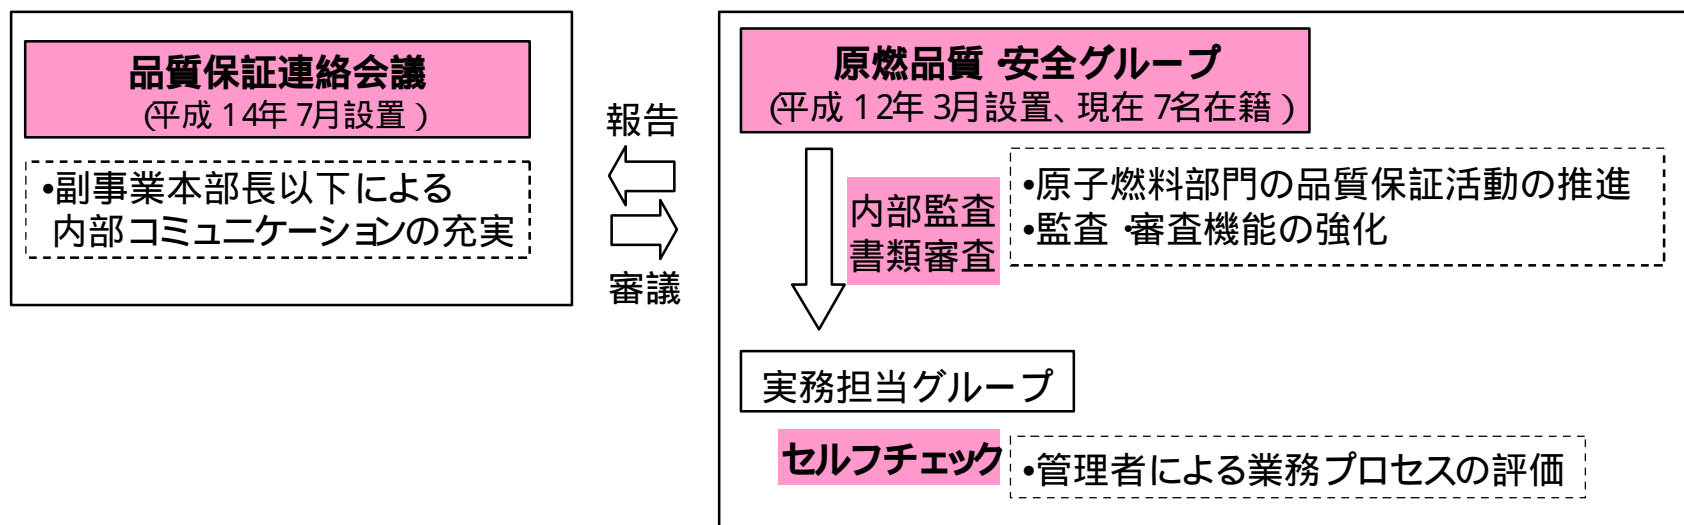 品質保証連絡会議
(平成14年7月設置)
•副事業本部長以下による
内部コミュニケーションの充実
報告
審議
原燃品質・安全グループ
(平成12年3月設置、現在7名在籍)
内部監査
書類審査
•原子燃料部門の品質保証活動の推進
•監査・審査機能の強化
実務担当グループ
セルフチェック
•管理者による業務プロセスの評価